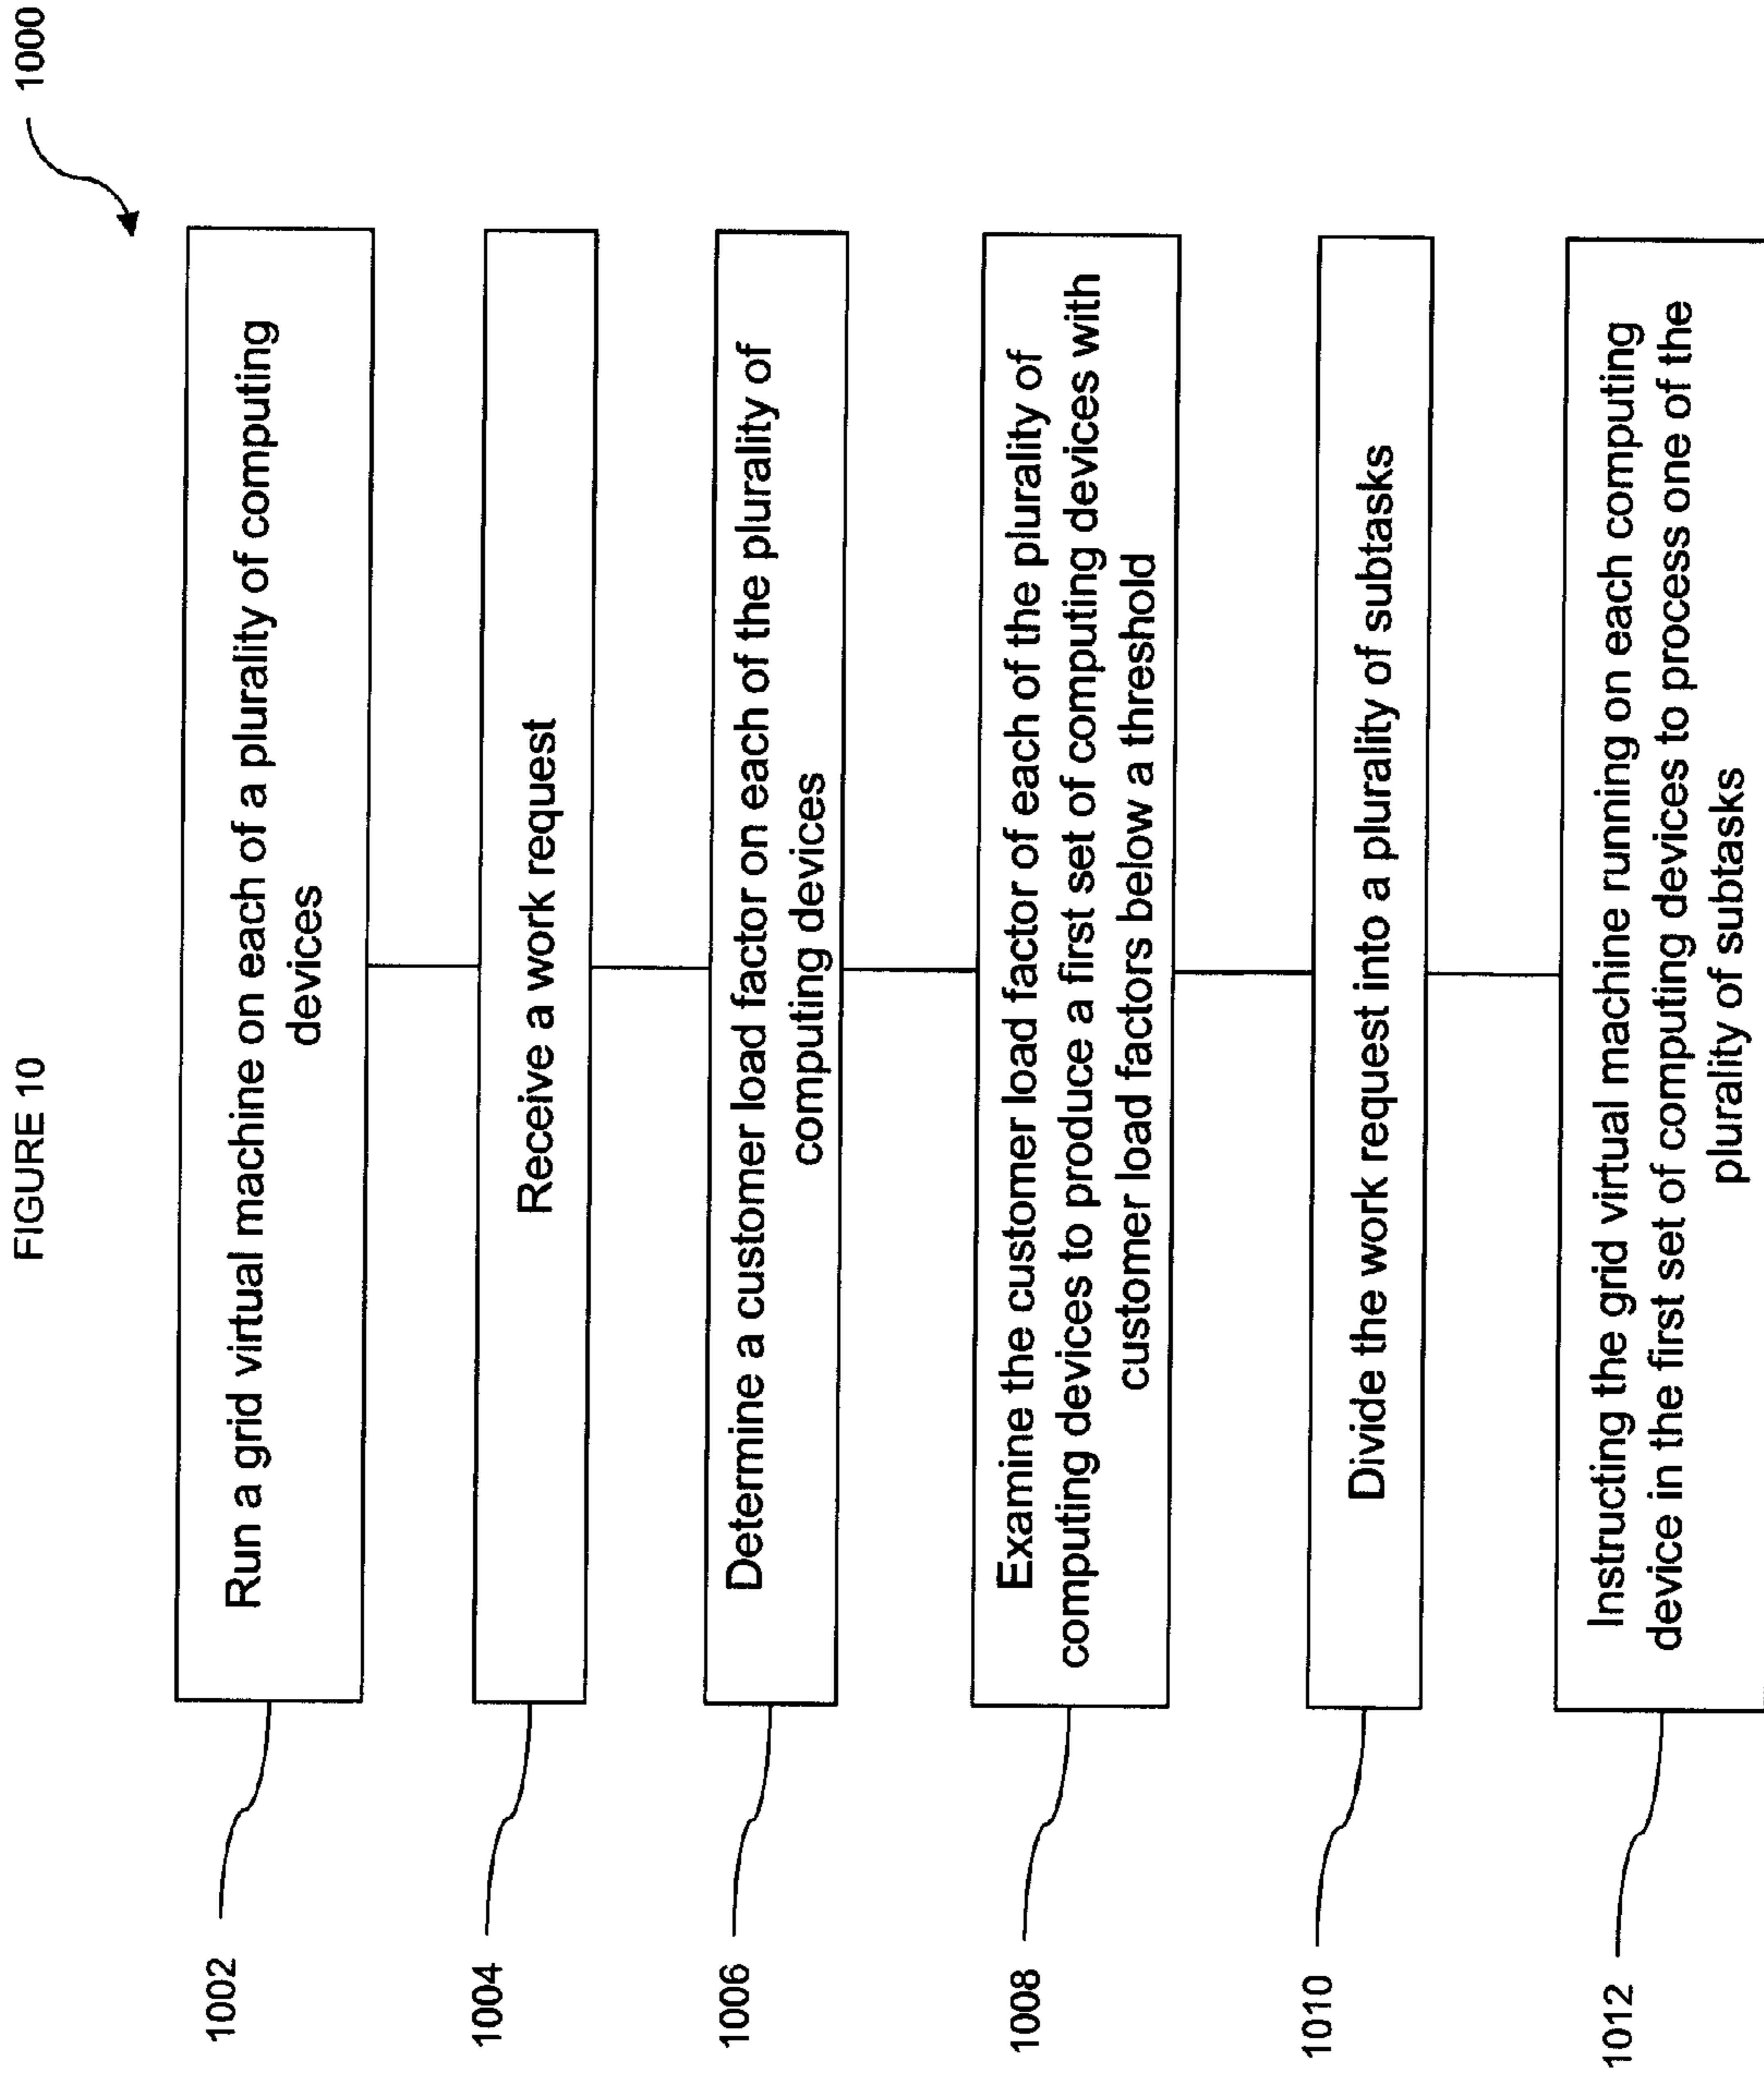 FIGURE 10
1000
1002
Run a grid virtual machine on each of a plurality of computing
devices
1004
Receive a work request
1006
Determine a customer load factor on each of the plurality of
computing devices
1008
Examine the customer load factor of each of the plurality of
computing devices to produce a first set of computing devices with
customer load factors below a threshold
1010
Divide the work request into a plurality of subtasks
1012
Instructing the grid virtual machine running on each computing
device in the first set of computing devices to process one of the
plurality of subtasks